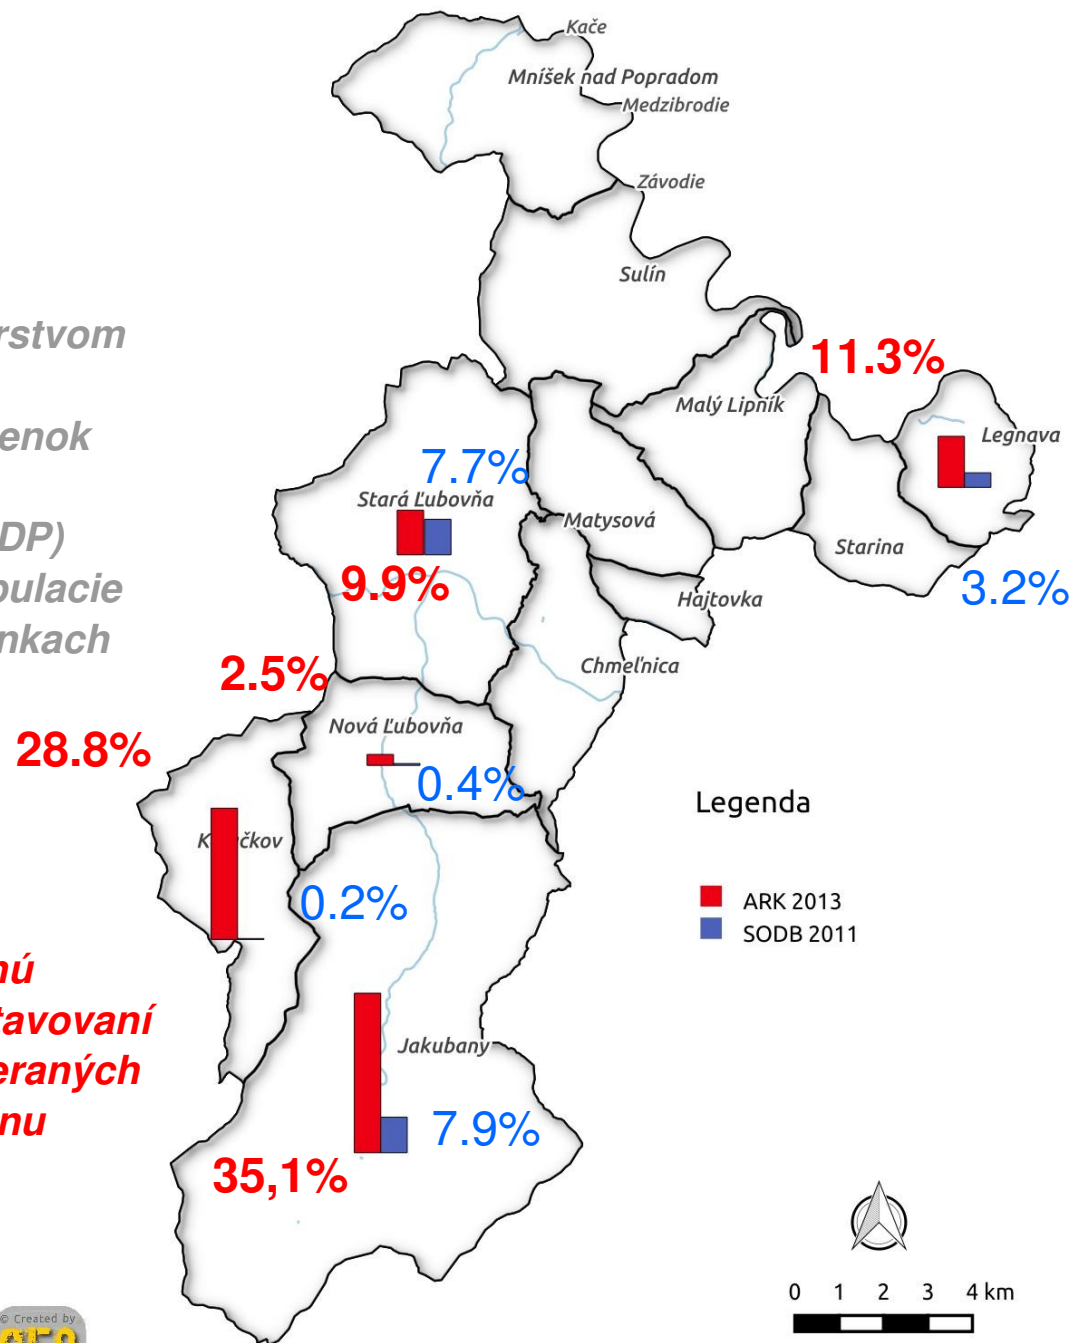 Kače
Mníšek nad Popradom
Medzibrodie
Závodie
Sulín
rstvom
11.3%
Malý Lipník
enok
Legnava
7.7%
Stará Ľubovňa
Matysová
DP)
Starina
9.9%
pulacie
3.2%
Hajtovka
nkach
Chmeľnica
2.5%
Nová Ľubovňa
28.8%
0.4%
Legenda
0.2%
ARK 2013
SODB 2011
nú
tavovaní
Jakubany
eraných
nu
7.9%
35,1%
0 1 2 3 4 km
© Created by